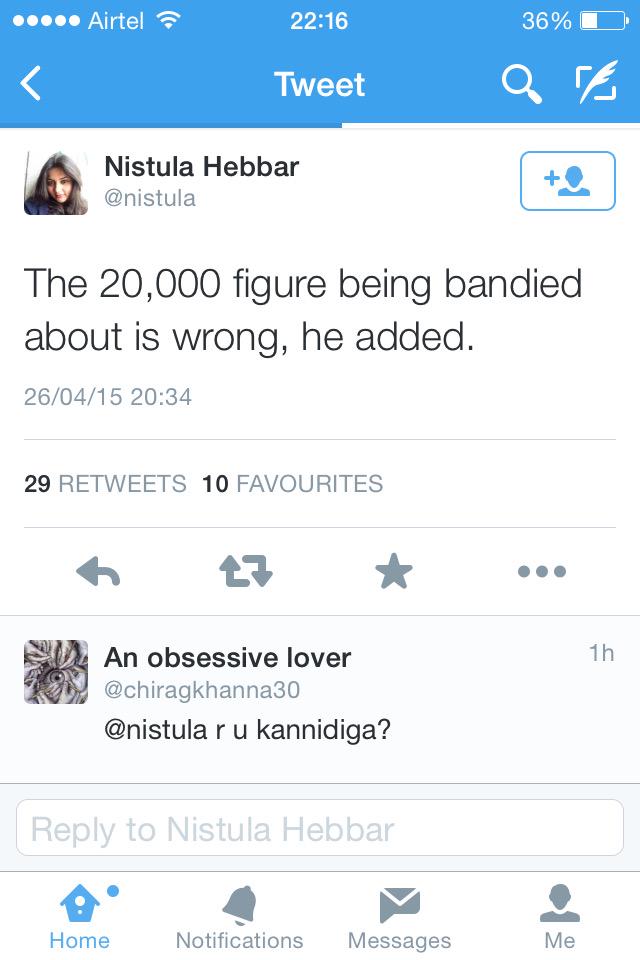 Airtel 22:16 36%
Tweet
Nistula Hebbar
@nistula
The 20,000 figure being bandied
about is wrong, he added.
26/04/15 20:34
29 RETWEETS 10 FAVOURITES
An obsessive lover 1h
@chiragkhanna30
@nistula r u kannidiga?
Reply to Nistula Hebbar
Home Notifications Messages Me